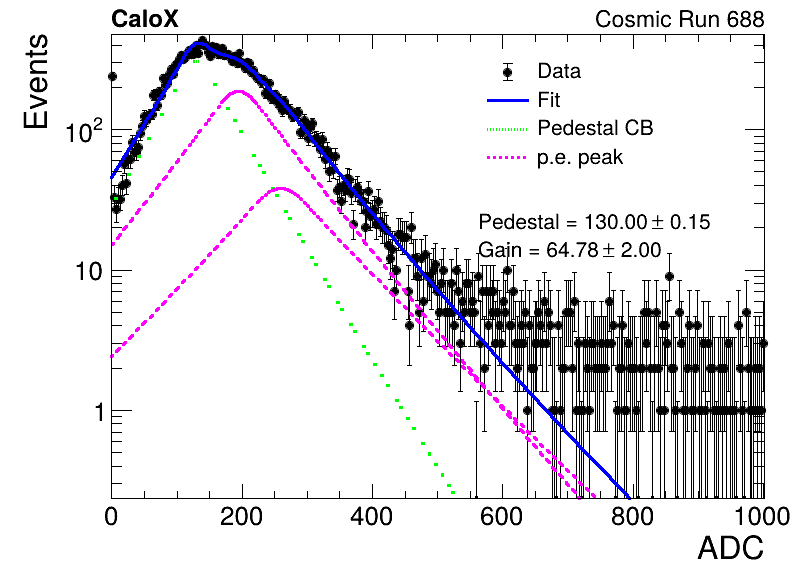 CaloX Cosmic Run 688
Events
Data
Fit
Pedestal CB
p.e. peak
Pedestal = 130.00 ± 0.15
Gain = 64.78 ± 2.00
10²
10
1
0 200 400 600 800 1000
ADC